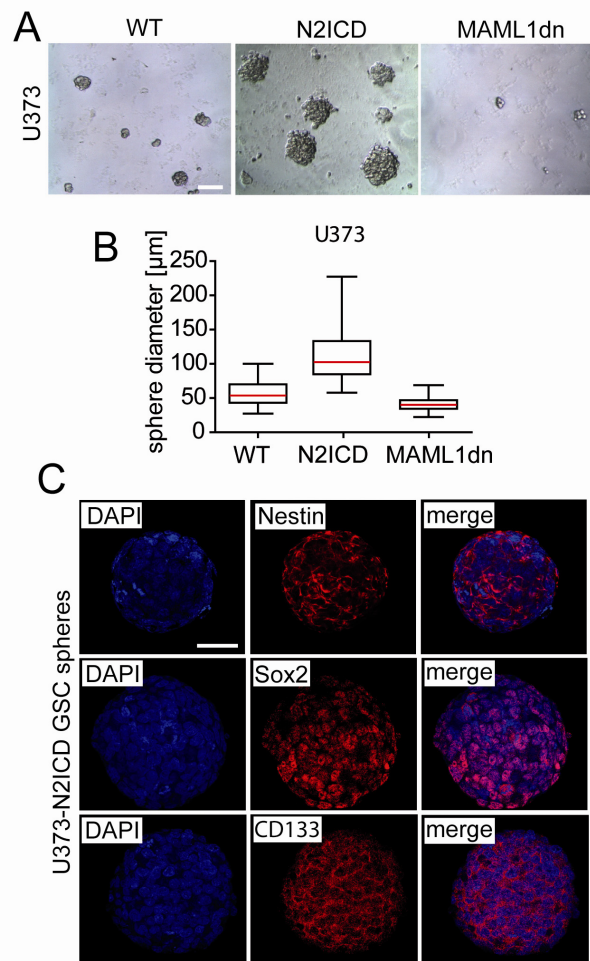 A
WT
N2ICD
MAML1dn
U373
B
U373
sphere diameter [µm]
250
200
150
100
50
0
WT
N2ICD
MAML1dn
C
U373-N2ICD GSC spheres
DAPI
Nestin
merge
DAPI
Sox2
merge
DAPI
CD133
merge